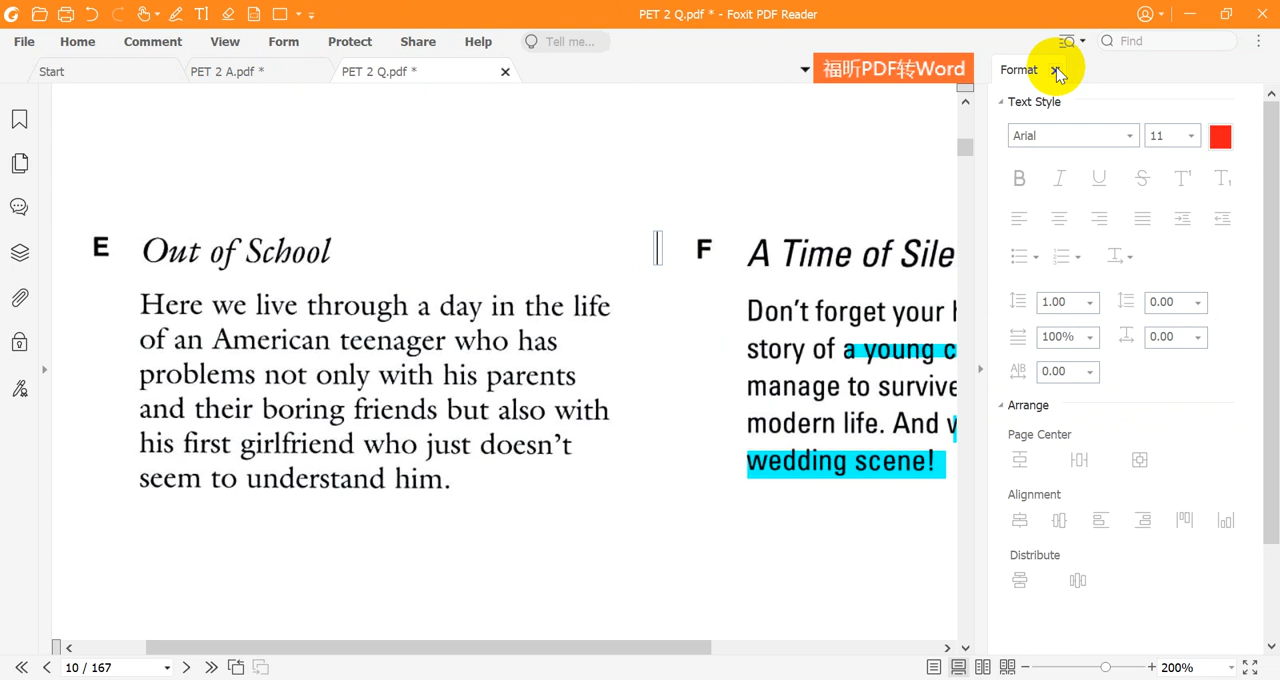 PET 2 Q.pdf * - Foxit PDF Reader
File Home Comment View Form Protect Share Help Tell me... Find
Start PET 2 A.pdf * PET 2 Q.pdf * 福昕PDF转Word Format
Text Style
Arial 11
1.00 0.00
100% 0.00
0.00
Arrange
Page Center
Alignment
Distribute
E Out of School
Here we live through a day in the life
of an American teenager who has
problems not only with his parents
and their boring friends but also with
his first girlfriend who just doesn't
seem to understand him.
F A Time of Sile
Don't forget your
story of a young c
manage to survive
modern life. And
wedding scene!
10 / 167 200%